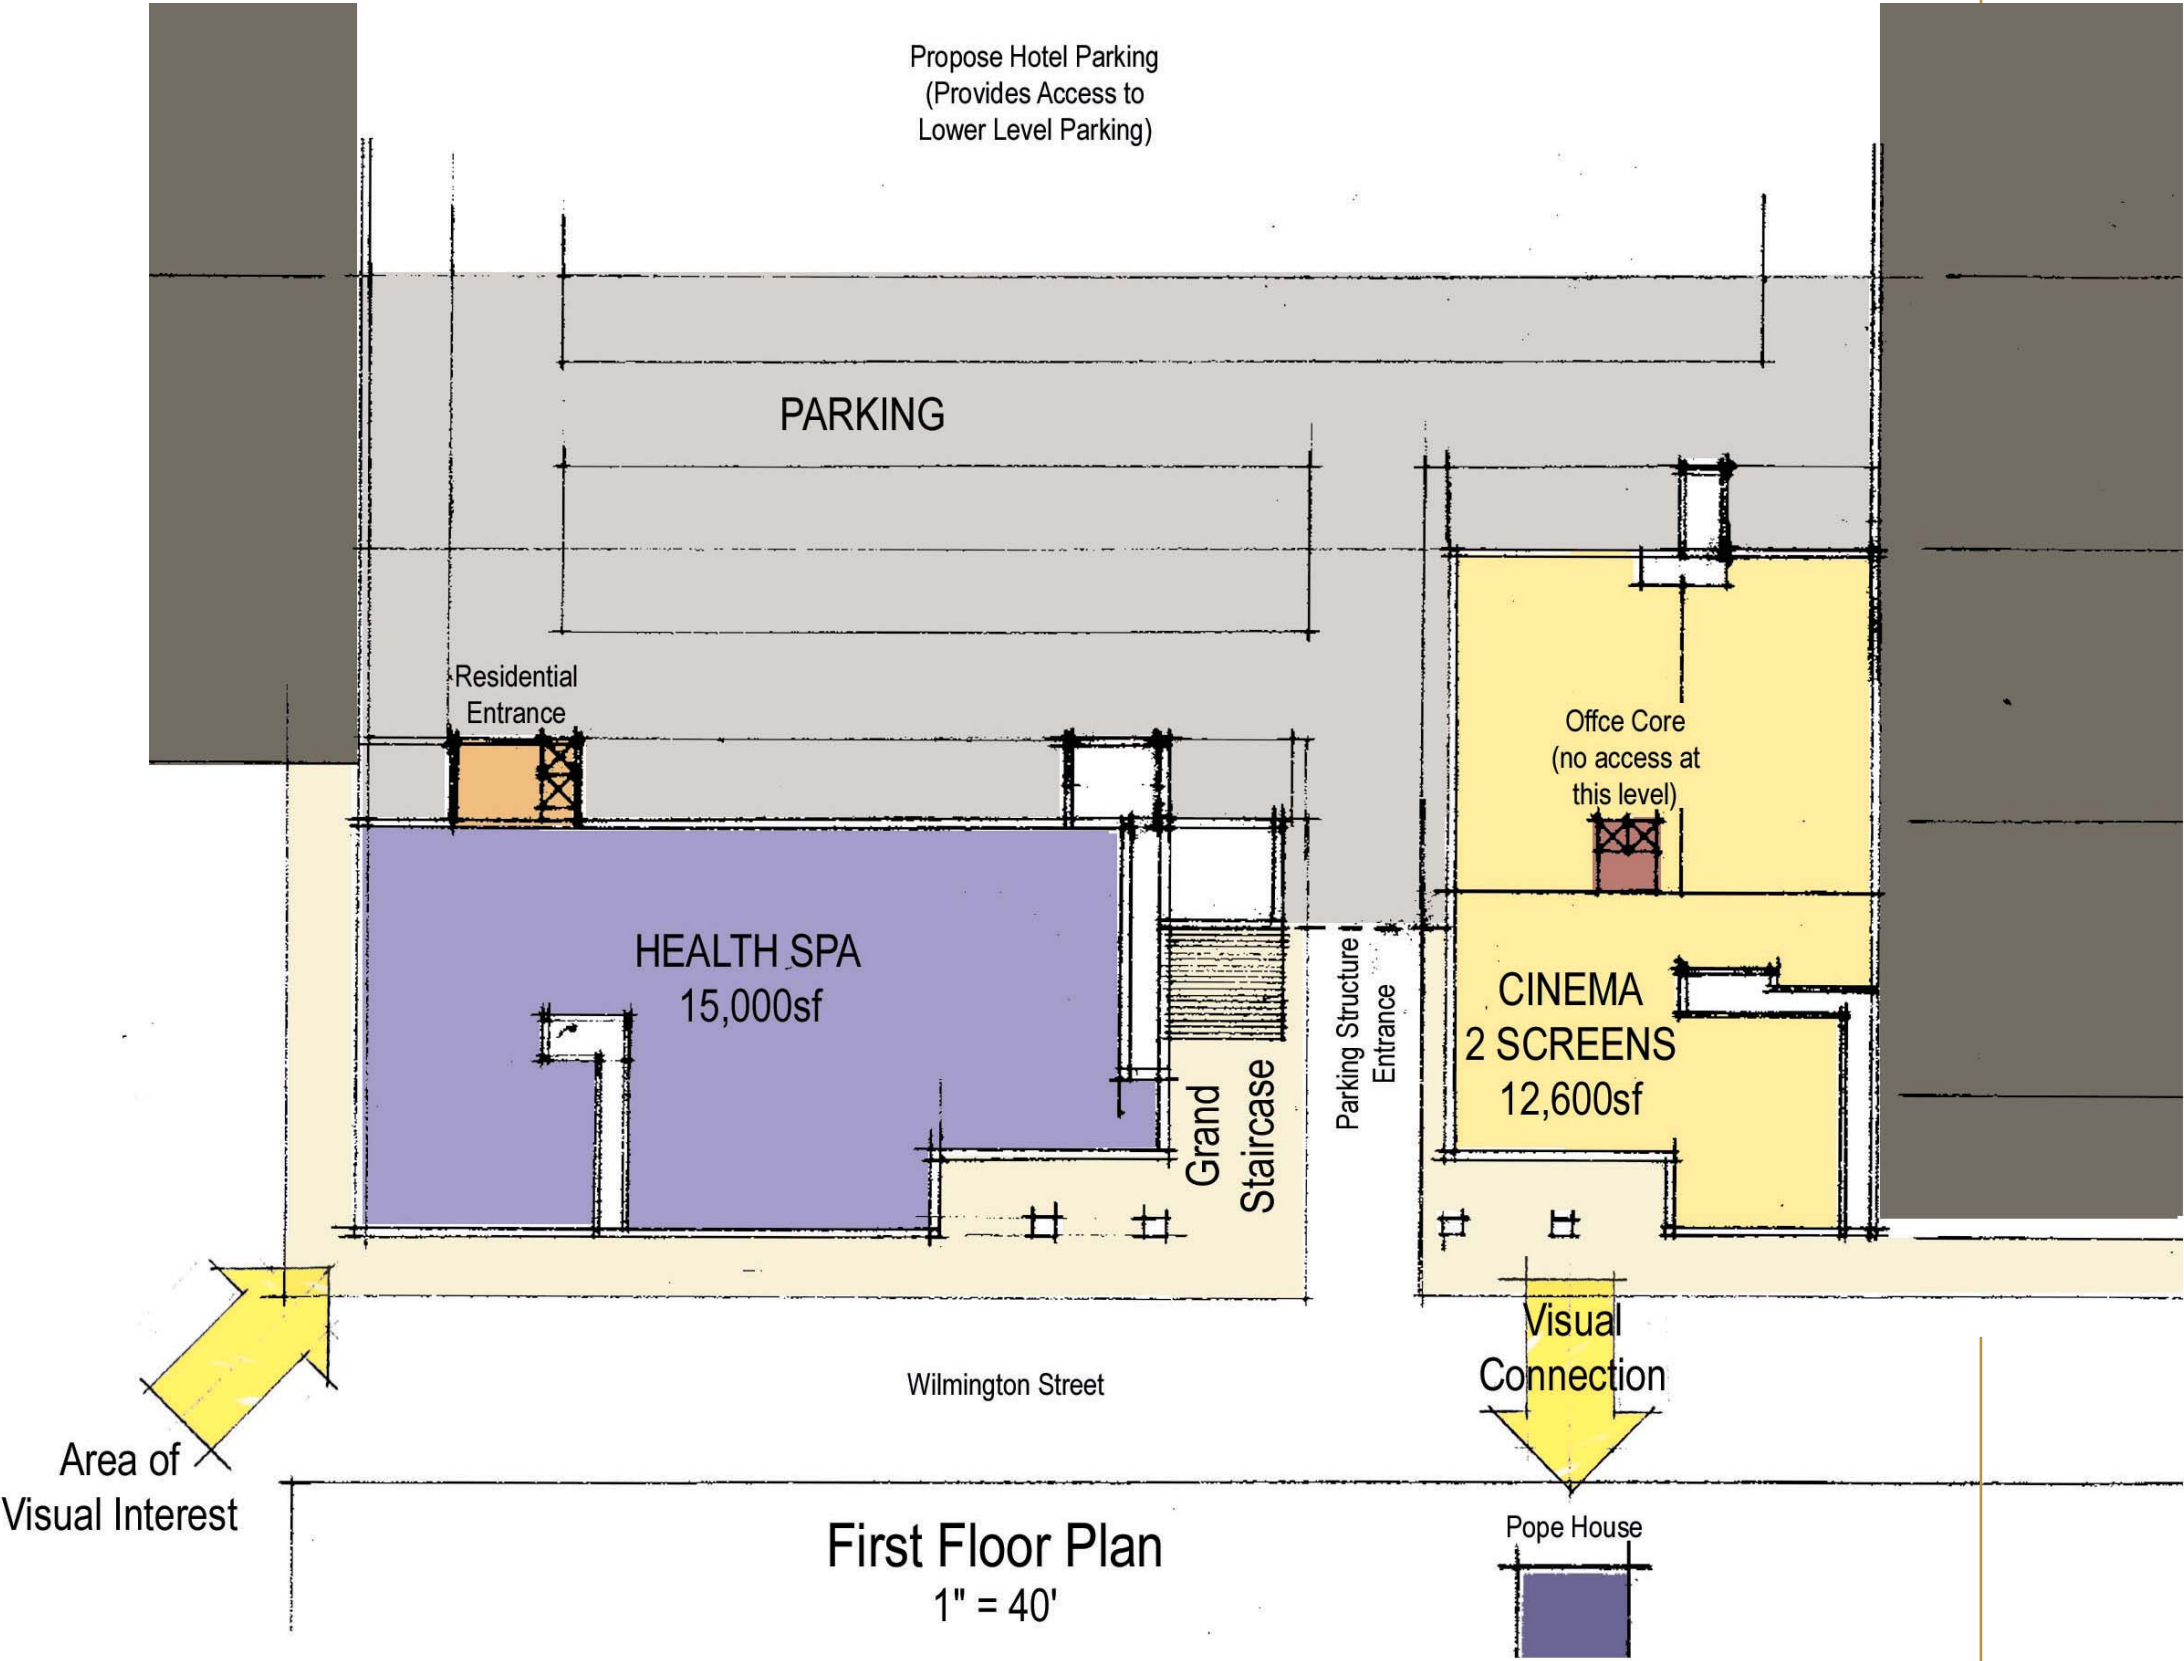 Propose Hotel Parking
(Provides Access to
Lower Level Parking)
PARKING
Residential
Entrance
Offce Core
(no access at
this level)
HEALTH SPA
15,000sf
Grand
Staircase
Parking Structure
Entrance
CINEMA
2 SCREENS
12,600sf
Visual
Connection
Wilmington Street
Area of
Visual Interest
First Floor Plan
1" = 40'
Pope House